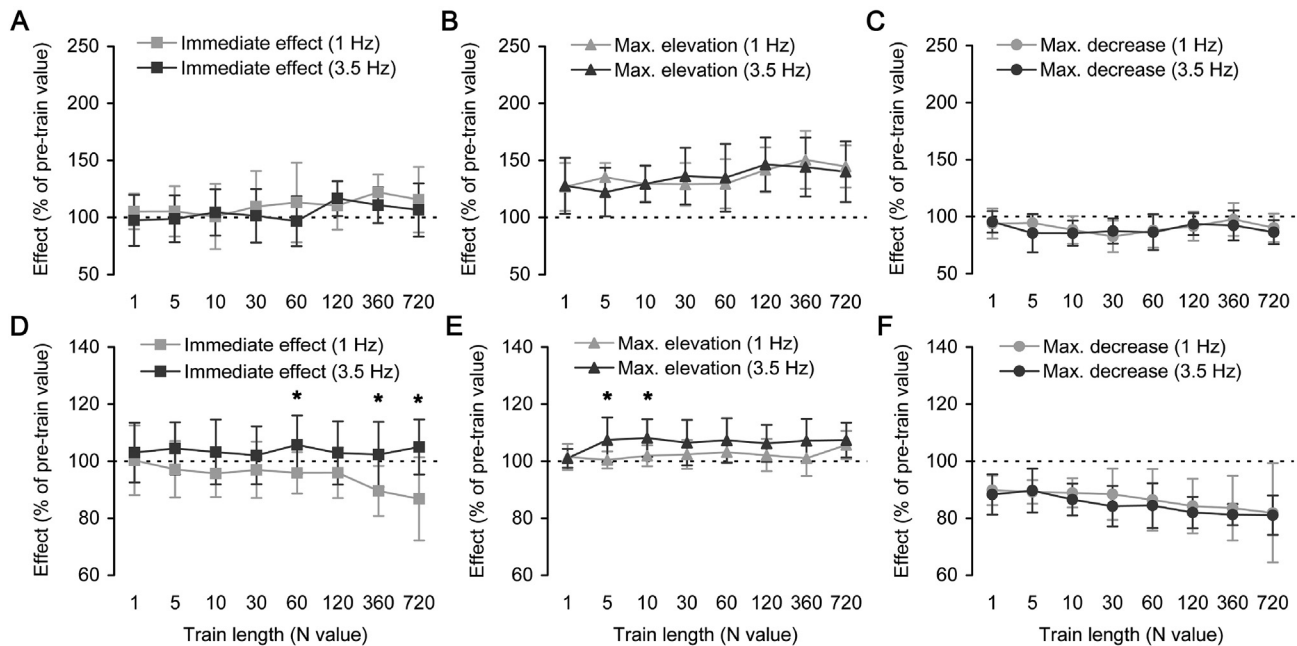 A
Immediate effect (1 Hz)
Immediate effect (3.5 Hz)
Effect (% of pre-train value)
250
200
150
100
50
1 5 10 30 60 120 360 720
B
Max. elevation (1 Hz)
Max. elevation (3.5 Hz)
Effect (% of pre-train value)
250
200
150
100
50
1 5 10 30 60 120 360 720
C
Max. decrease (1 Hz)
Max. decrease (3.5 Hz)
Effect (% of pre-train value)
250
200
150
100
50
1 5 10 30 60 120 360 720
D
Immediate effect (1 Hz)
Immediate effect (3.5 Hz)
Effect (% of pre-train value)
140
120
100
80
60
* * *
1 5 10 30 60 120 360 720
Train length (N value)
E
Max. elevation (1 Hz)
Max. elevation (3.5 Hz)
Effect (% of pre-train value)
140
120
100
80
60
* *
1 5 10 30 60 120 360 720
Train length (N value)
F
Max. decrease (1 Hz)
Max. decrease (3.5 Hz)
Effect (% of pre-train value)
140
120
100
80
60
1 5 10 30 60 120 360 720
Train length (N value)